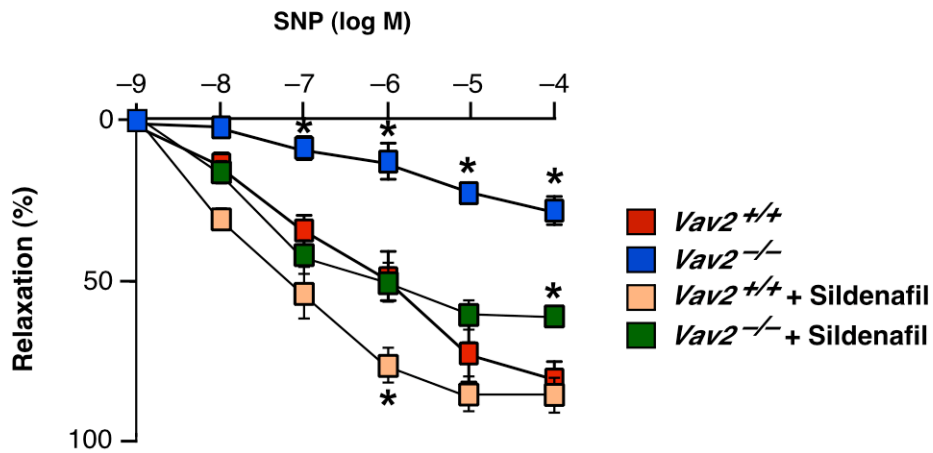 SNP (log M)
–9 –8 –7 –6 –5 –4
0
* * * *
50
*
*
100
Relaxation (%)
Vav2 +/+
Vav2 –/–
Vav2 +/+ + Sildenafil
Vav2 –/– + Sildenafil